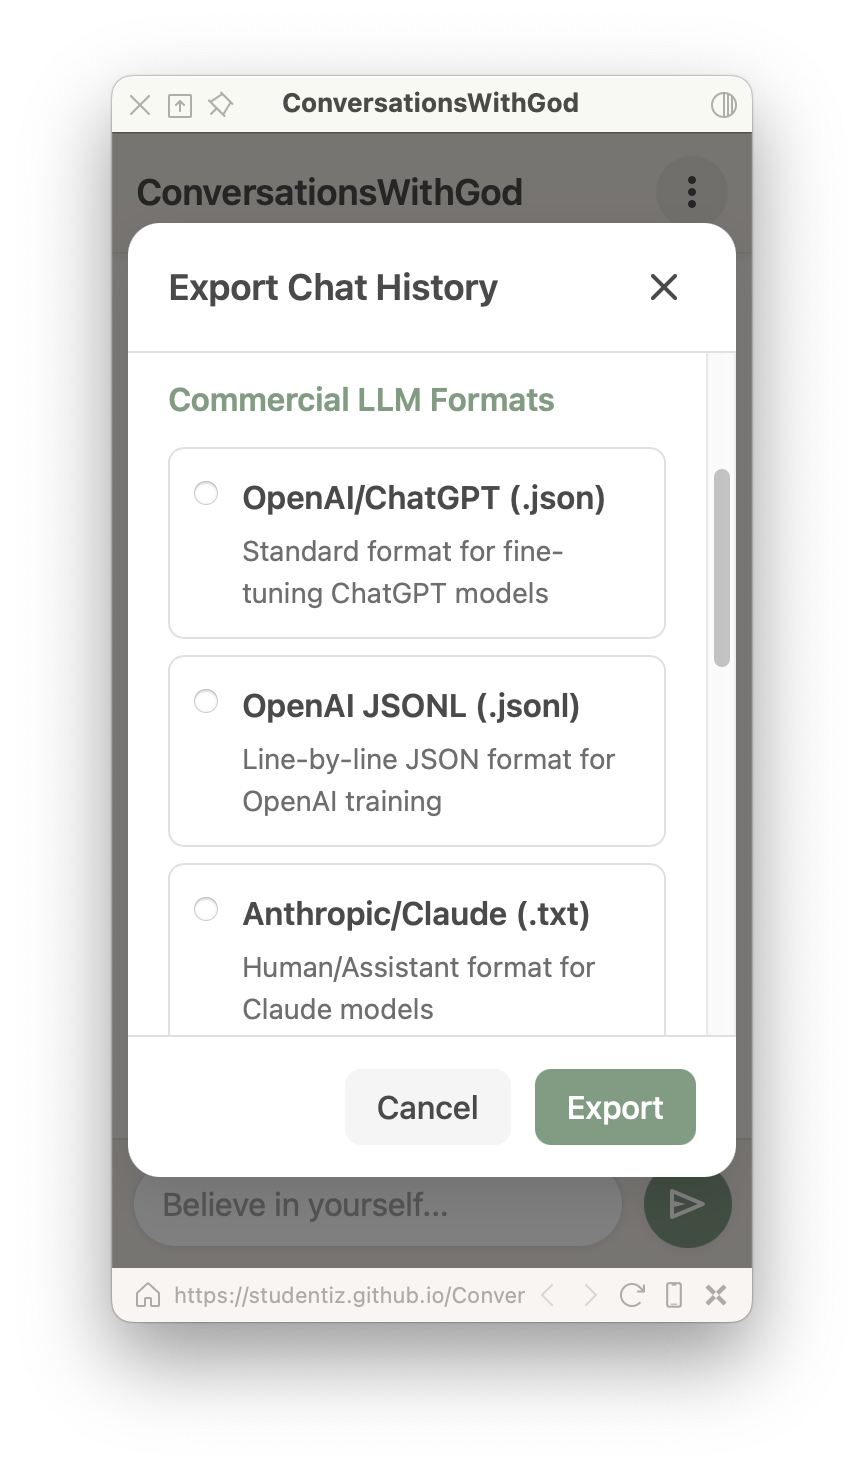 ConversationsWithGod
ConversationsWithGod
Export Chat History
Commercial LLM Formats
OpenAI/ChatGPT (.json)
Standard format for fine-
tuning ChatGPT models
OpenAI JSONL (.jsonl)
Line-by-line JSON format for
OpenAI training
Anthropic/Claude (.txt)
Human/Assistant format for
Claude models
Cancel
Export
Believe in yourself...
https://studentiz.github.io/Conver